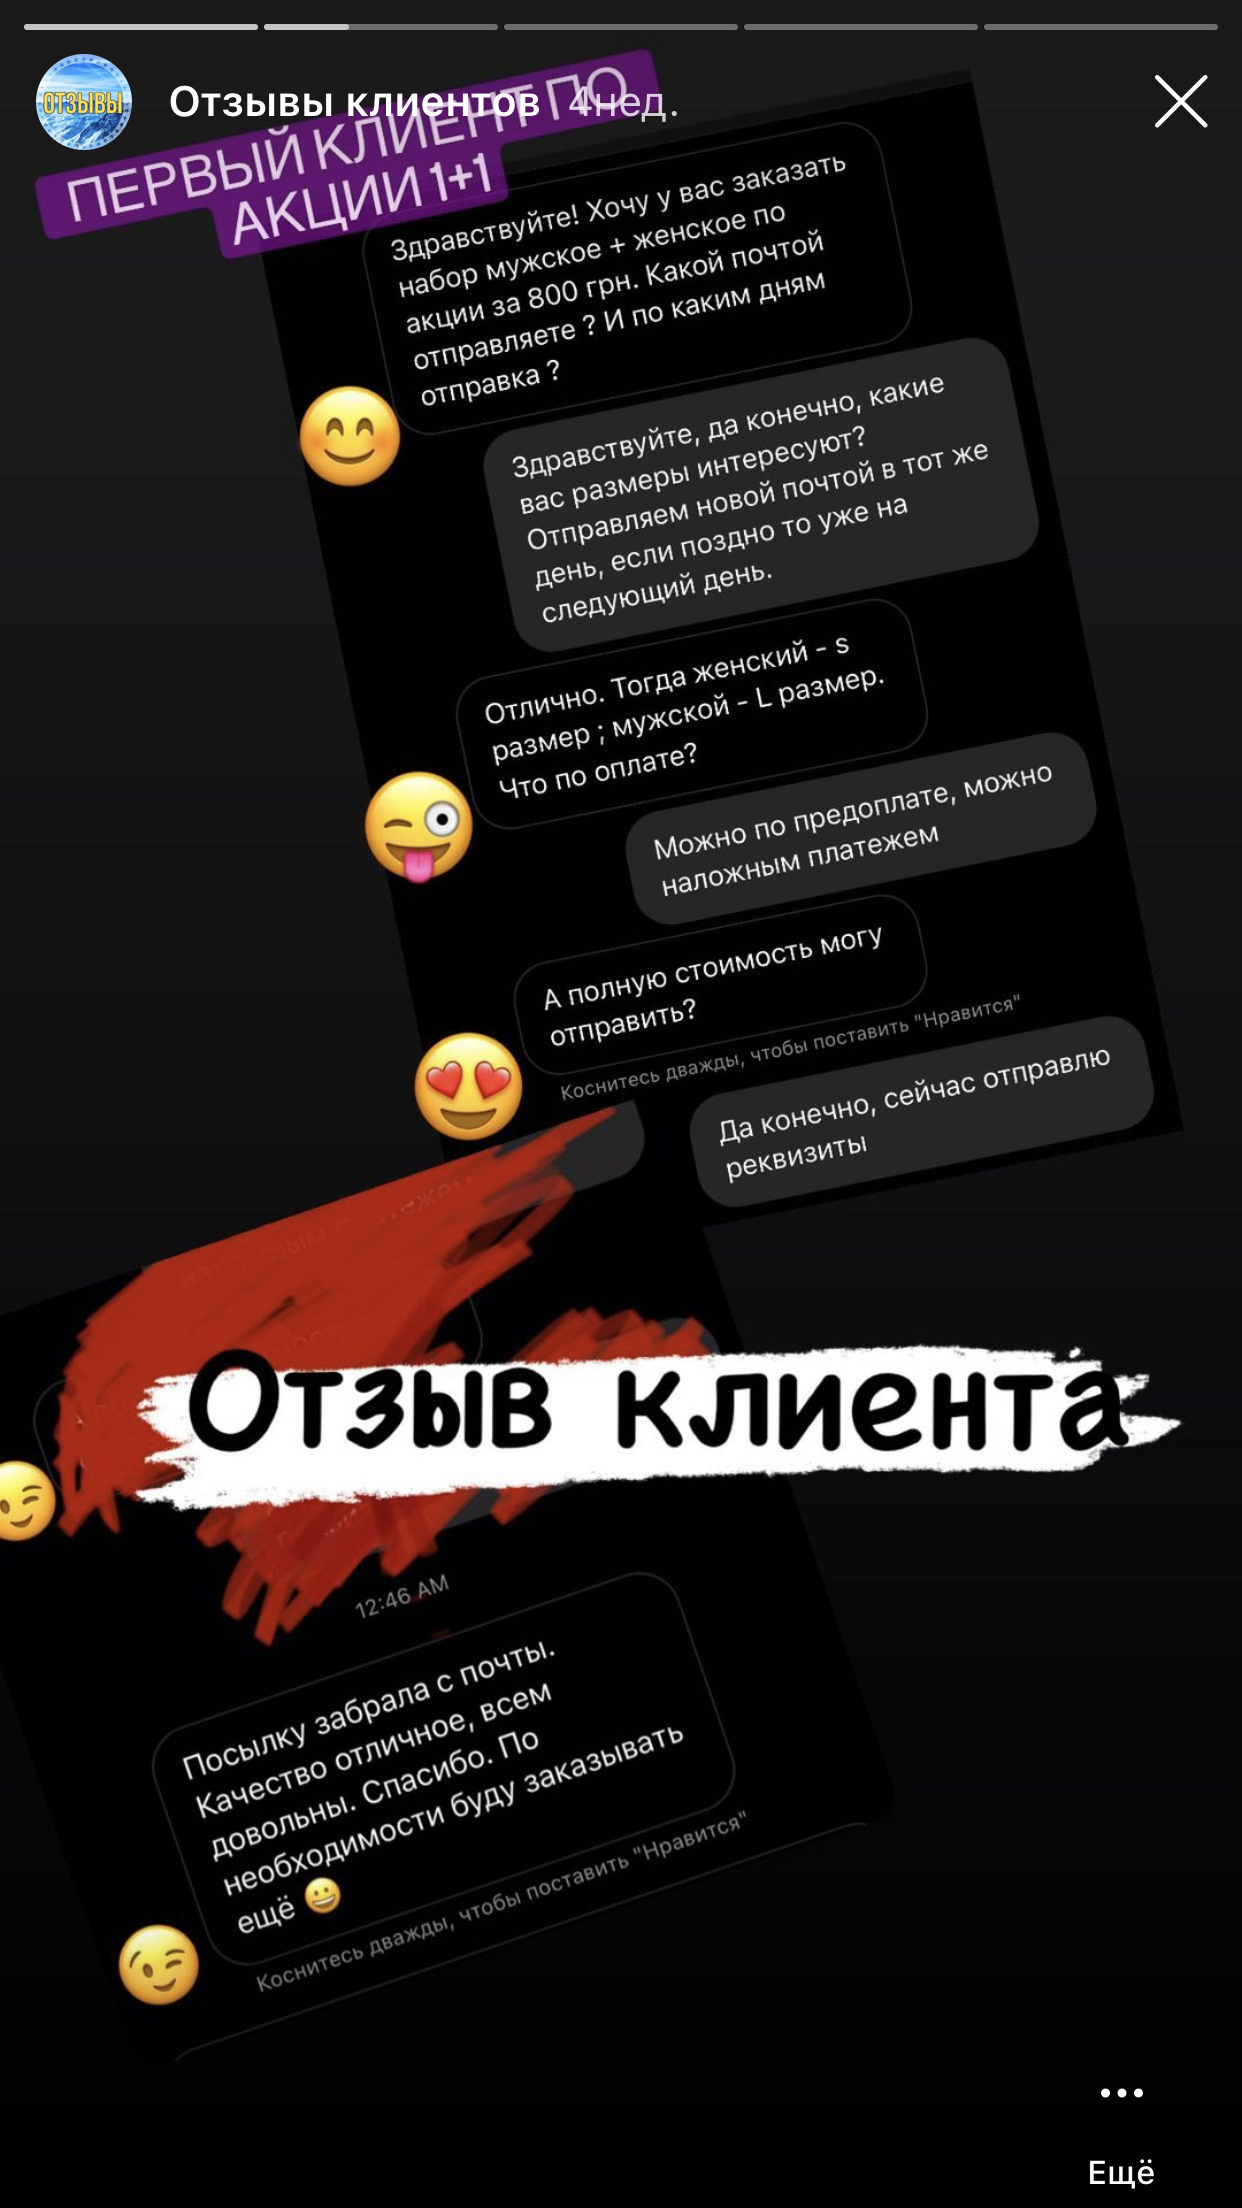 ОТЗЫВЫ
Отзывы клиентов 4нед.
ПЕРВЫЙ КЛИЕНТ ПО
АКЦИИ 1+1
Здравствуйте! Хочу у вас заказать
набор мужское + женское по
акции за 800 грн. Какой почтой
отправляете ? И по каким дням
отправка ?
Здравствуйте, да конечно, какие
вас размеры интересуют?
Отправляем новой почтой в тот же
день, если поздно то уже на
следующий день.
Отлично. Тогда женский - s
размер ; мужской - L размер.
Что по оплате?
Можно по предоплате, можно
наложным платежем
А полную стоимость могу
отправить?
Коснитесь дважды, чтобы поставить "Нравится"
Да конечно, сейчас отправлю
реквизиты
Отзыв клиента
12:46 AM
Посылку забрала с почты.
Качество отличное, всем
довольны. Спасибо. По
необходимости буду заказывать
ещё 😀
Коснитесь дважды, чтобы поставить "Нравится"
Ещё